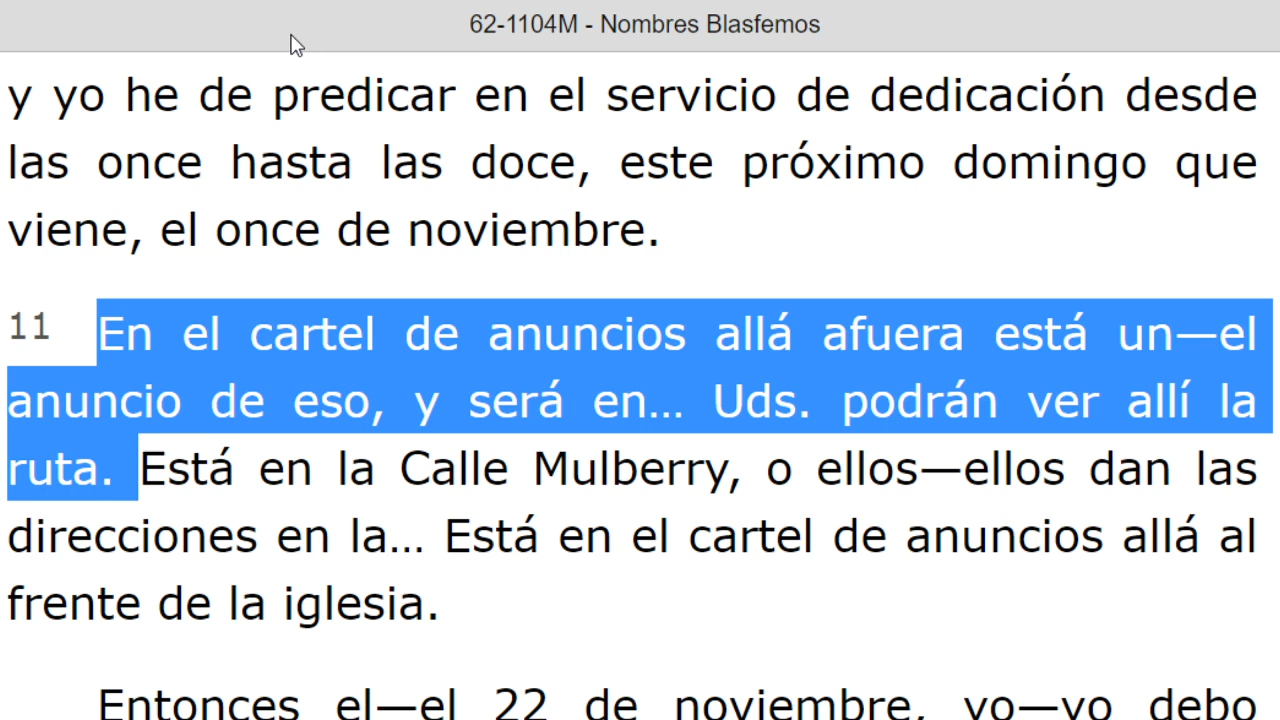 62-1104M - Nombres Blasfemos
y yo he de predicar en el servicio de dedicación desde
las once hasta las doce, este próximo domingo que
viene, el once de noviembre.
11 En el cartel de anuncios allá afuera está un—el
anuncio de eso, y será en… Uds. podrán ver allí la
ruta. Está en la Calle Mulberry, o ellos—ellos dan las
direcciones en la… Está en el cartel de anuncios allá al
frente de la iglesia.
Entonces el—el 22 de noviembre, yo—yo debo